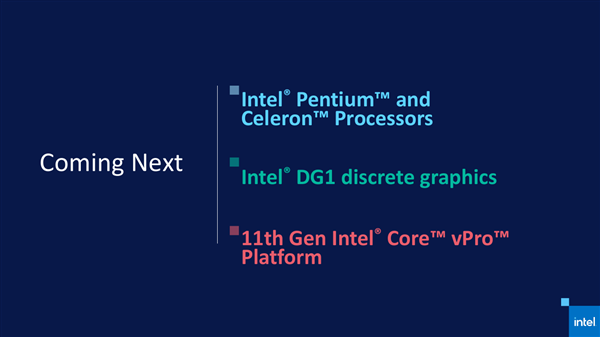 Coming Next
Intel® Pentium™ and
Celeron™ Processors
Intel® DG1 discrete graphics
11th Gen Intel® Core™ vPro™
Platform
intel